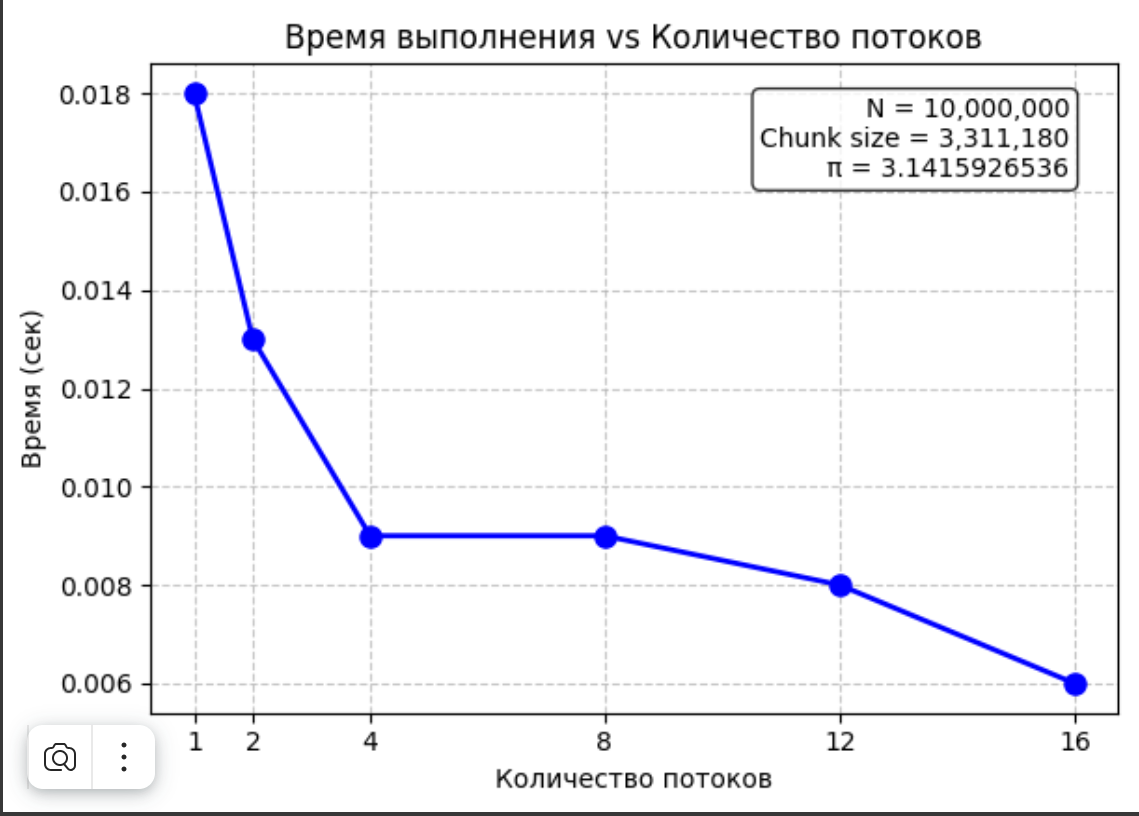 Время выполнения vs Количество потоков
N = 10,000,000
Chunk size = 3,311,180
π = 3.1415926536
Время (сек)
0.018
0.016
0.014
0.012
0.010
0.008
0.006
1 2 4 8 12 16
Количество потоков